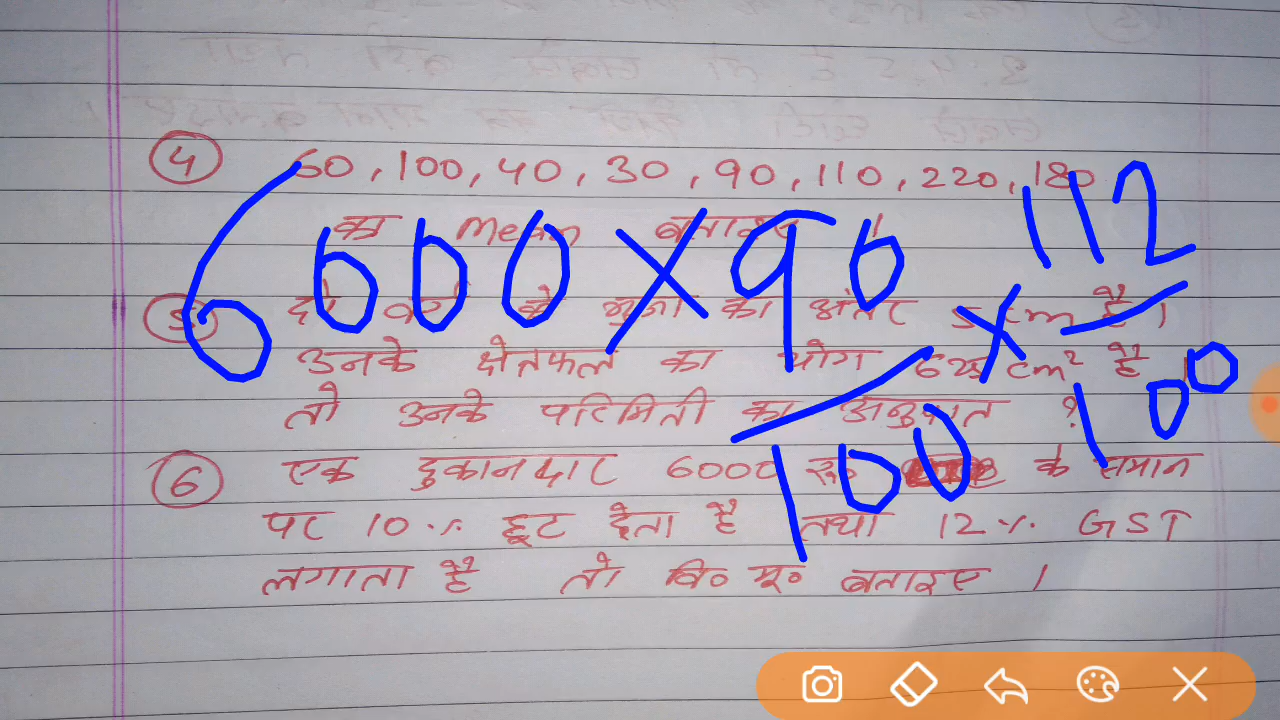 ④ 60, 100, 40, 30, 90, 110, 220, 180
का Mean बताइए ।
6000 × 90/100 × 112/100
⑤ दो वर्ग के भुजा का अंतर 5 cm है ।
उनके क्षेत्रफल का योग 625 cm² है ,
तो उनके परिमिती का अनुपात ?
⑥ एक दुकानदार 6000 रू० के समान
पर 10 % छूट देता है तथा 12 % GST
लगाता है तो वि० मू० बताइए ।